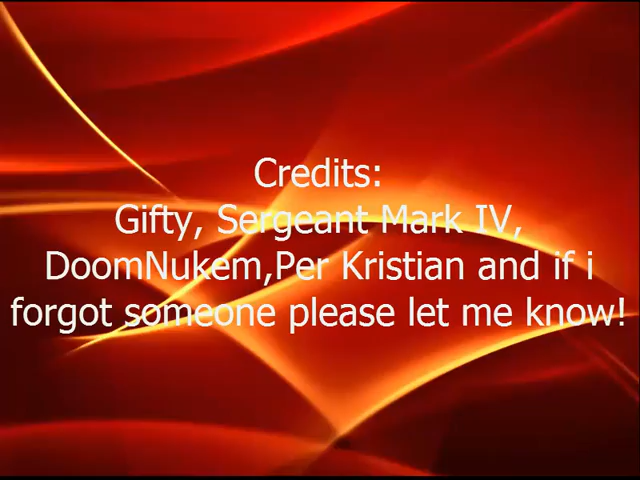 Credits:
Gifty, Sergeant Mark IV,
DoomNukem,Per Kristian and if i
forgot someone please let me know!